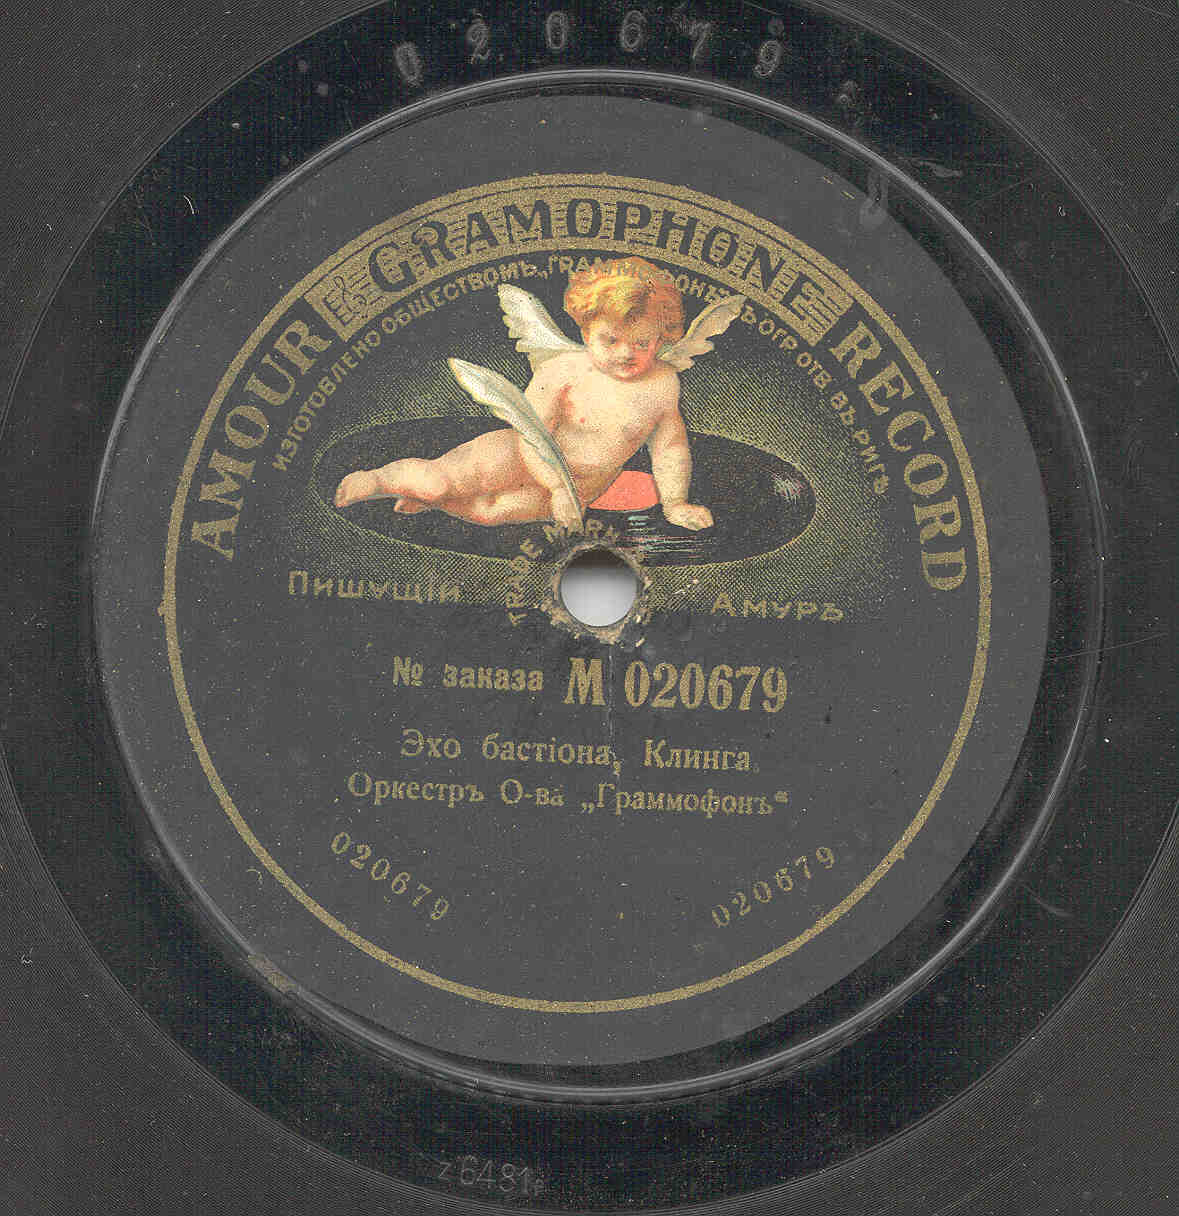 020679
AMOUR GRAMOPHONE RECORD
ИЗГОТОВЛЕНО ОБЩЕСТВОМЪ „ГРАММОФОНЪ" СЪ ОГР. ОТВ. ВЪ РИГѢ
TRADE MARK
Пишущій Амуръ
№ заказа М 020679
Эхо бастіона, Клинга.
Оркестръ О-ва „Граммофонъ“
020679 020679
z 6481